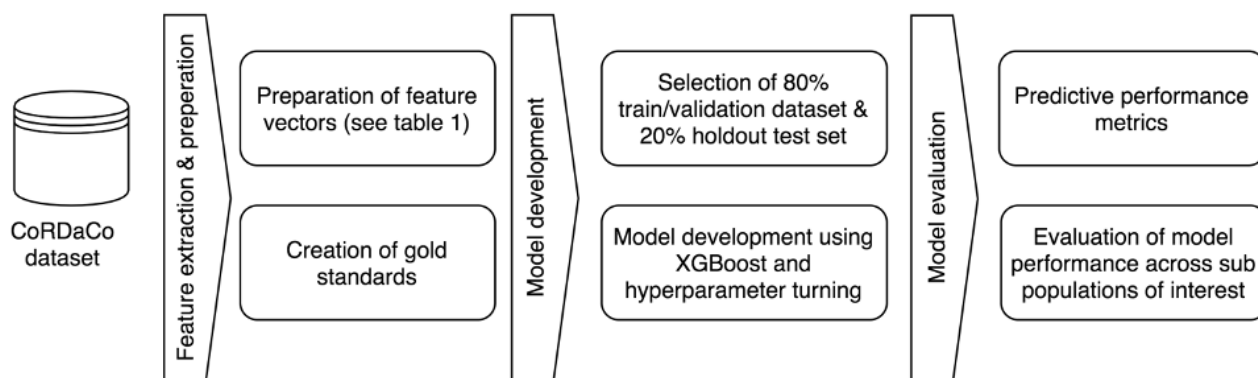 CoRDaCo
dataset
Feature extraction & preperation
Preparation of feature
vectors (see table 1)
Creation of gold
standards
Model development
Selection of 80%
train/validation dataset &
20% holdout test set
Model development using
XGBoost and
hyperparameter turning
Model evaluation
Predictive performance
metrics
Evaluation of model
performance across sub
populations of interest